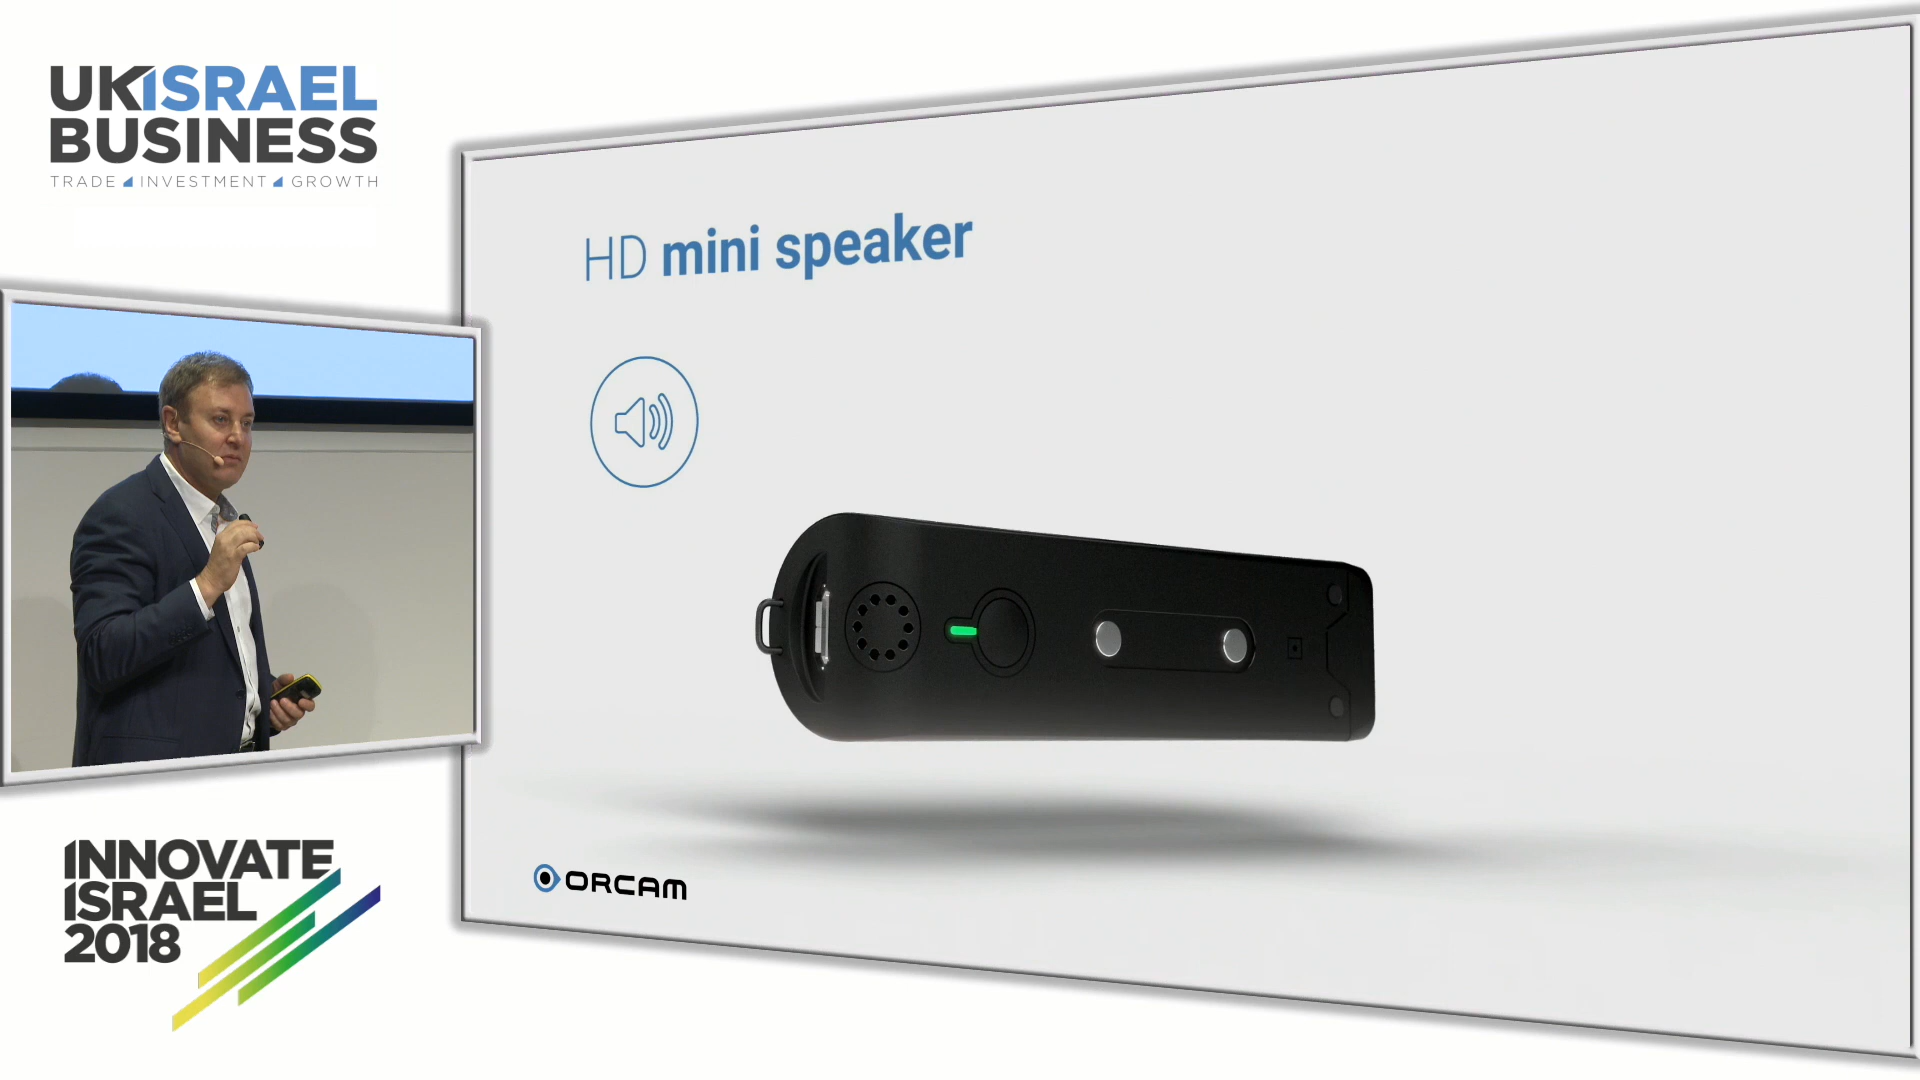 UKISRAEL
BUSINESS
TRADE INVESTMENT GROWTH
HD mini speaker
ORCAM
INNOVATE
ISRAEL
2018